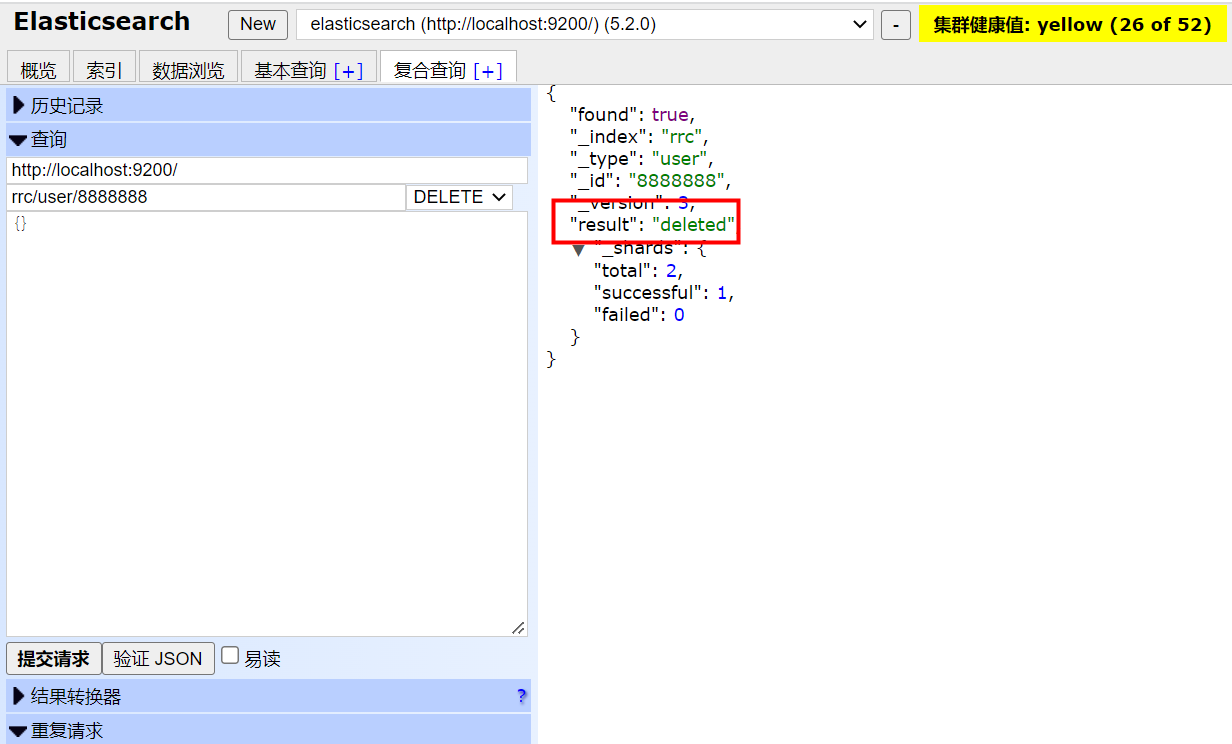 Elasticsearch
New
elasticsearch (http://localhost:9200/) (5.2.0)
-
集群健康值: yellow (26 of 52)
概览
索引
数据浏览
基本查询 [+]
复合查询 [+]
历史记录
查询
http://localhost:9200/
rrc/user/8888888
DELETE
{}
提交请求
验证 JSON
易读
结果转换器
?
重复请求
{
"found": true,
"_index": "rrc",
"_type": "user",
"_id": "8888888",
"_version": 3,
"result": "deleted"
▼ "_shards": {
"total": 2,
"successful": 1,
"failed": 0
}
}